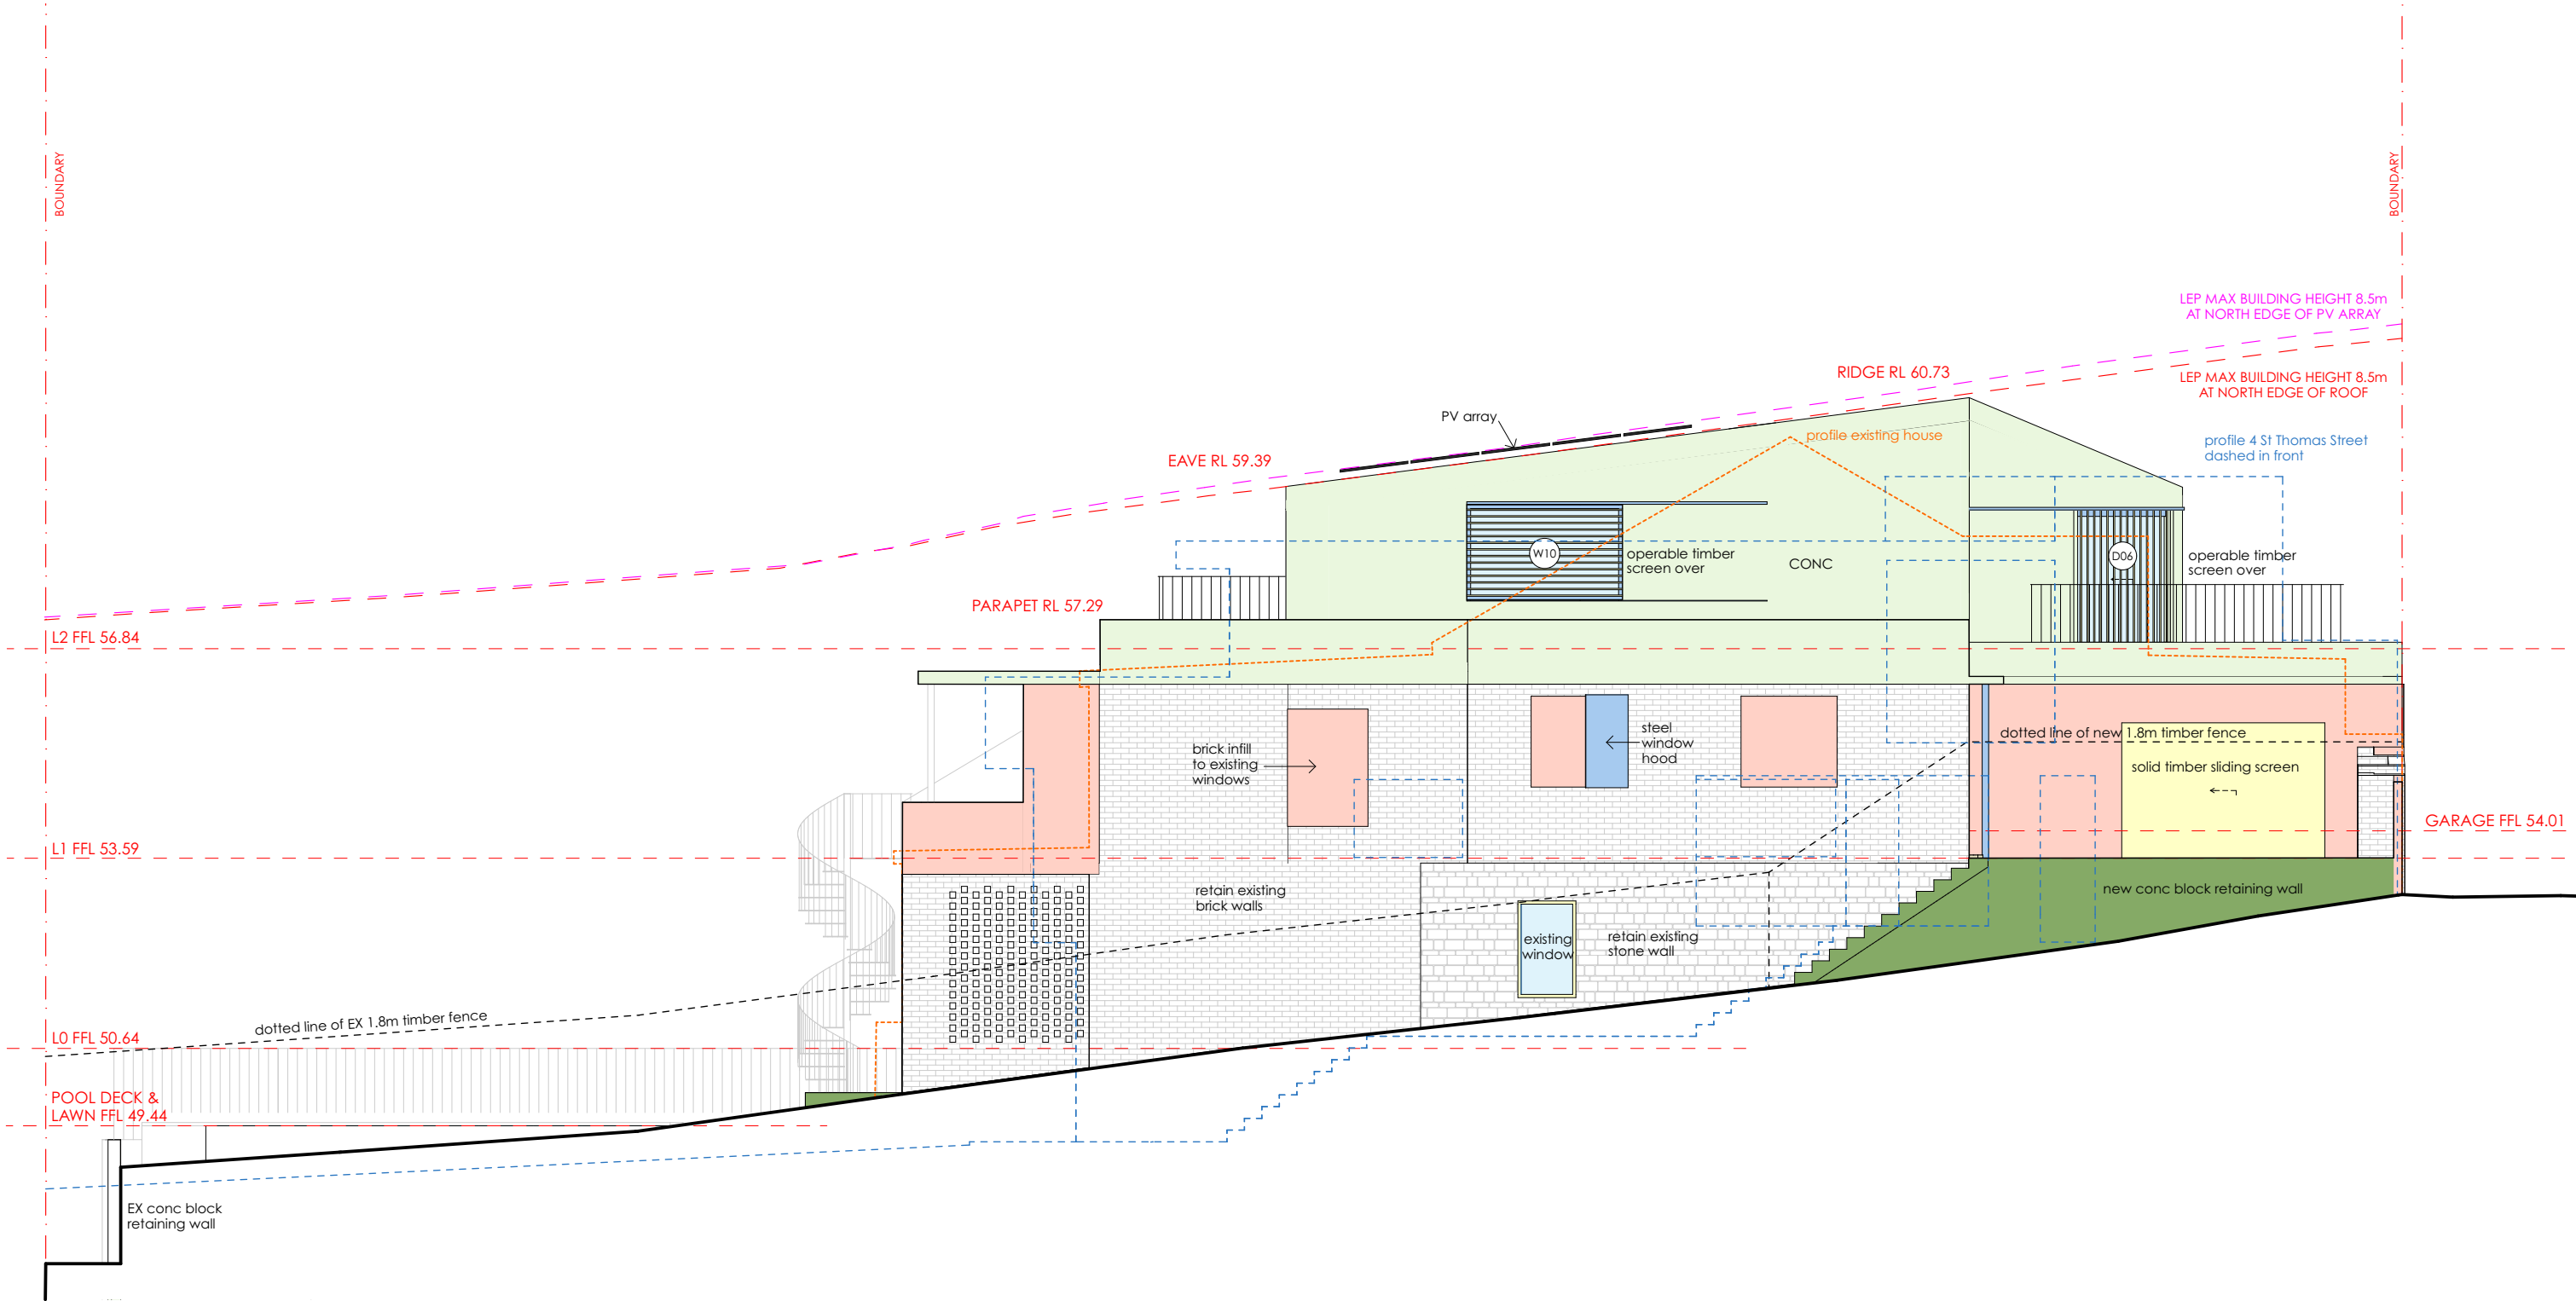 BOUNDARY
BOUNDARY
LEP MAX BUILDING HEIGHT 8.5m
AT NORTH EDGE OF PV ARRAY
RIDGE RL 60.73
LEP MAX BUILDING HEIGHT 8.5m
AT NORTH EDGE OF ROOF
PV array
profile existing house
profile 4 St Thomas Street
dashed in front
EAVE RL 59.39
W10
operable timber
screen over
CONC
D06
operable timber
screen over
PARAPET RL 57.29
L2 FFL 56.84
brick infill
to existing
windows
steel
window
hood
dotted line of new 1.8m timber fence
solid timber sliding screen
GARAGE FFL 54.01
L1 FFL 53.59
retain existing
brick walls
new conc block retaining wall
existing
window
retain existing
stone wall
dotted line of EX 1.8m timber fence
L0 FFL 50.64
POOL DECK &
LAWN FFL 49.44
EX conc block
retaining wall